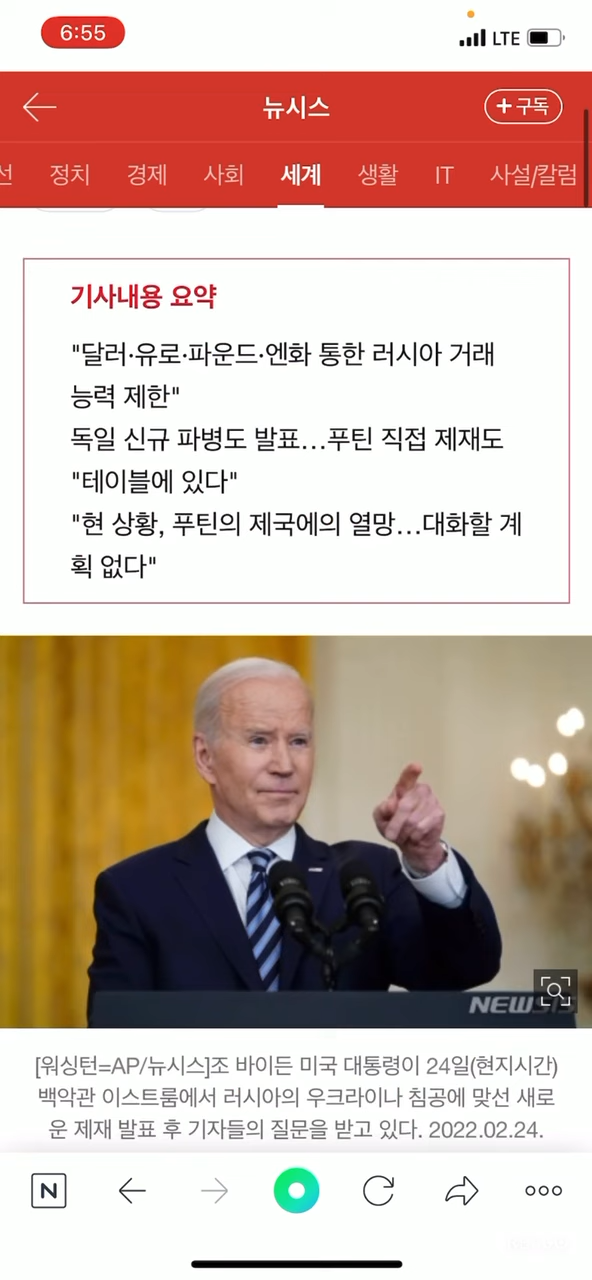 6:55
LTE
뉴시스
+구독
선 정치 경제 사회 세계 생활 IT 사설/칼럼
기사내용 요약
"달러·유로·파운드·엔화 통한 러시아 거래
능력 제한"
독일 신규 파병도 발표…푸틴 직접 제재도
"테이블에 있다"
"현 상황, 푸틴의 제국에의 열망…대화할 계
획 없다"
NEWSIS
[워싱턴=AP/뉴시스]조 바이든 미국 대통령이 24일(현지시간)
백악관 이스트룸에서 러시아의 우크라이나 침공에 맞선 새로
운 제재 발표 후 기자들의 질문을 받고 있다. 2022.02.24.
N